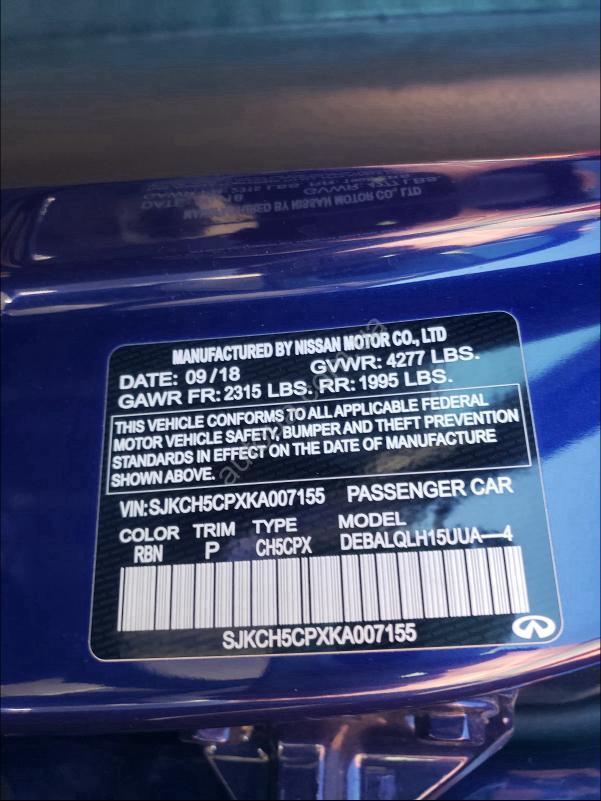 MANUFACTURED BY NISSAN MOTOR CO., LTD
DATE: 09/18 GVWR: 4277 LBS.
GAWR FR: 2315 LBS. RR: 1995 LBS.
THIS VEHICLE CONFORMS TO ALL APPLICABLE FEDERAL
MOTOR VEHICLE SAFETY, BUMPER AND THEFT PREVENTION
STANDARDS IN EFFECT ON THE DATE OF MANUFACTURE
SHOWN ABOVE.
VIN:SJKCH5CPXKA007155 PASSENGER CAR
COLOR TRIM TYPE MODEL
RBN P CH5CPX DEBALQLH15UUA—4
SJKCH5CPXKA007155